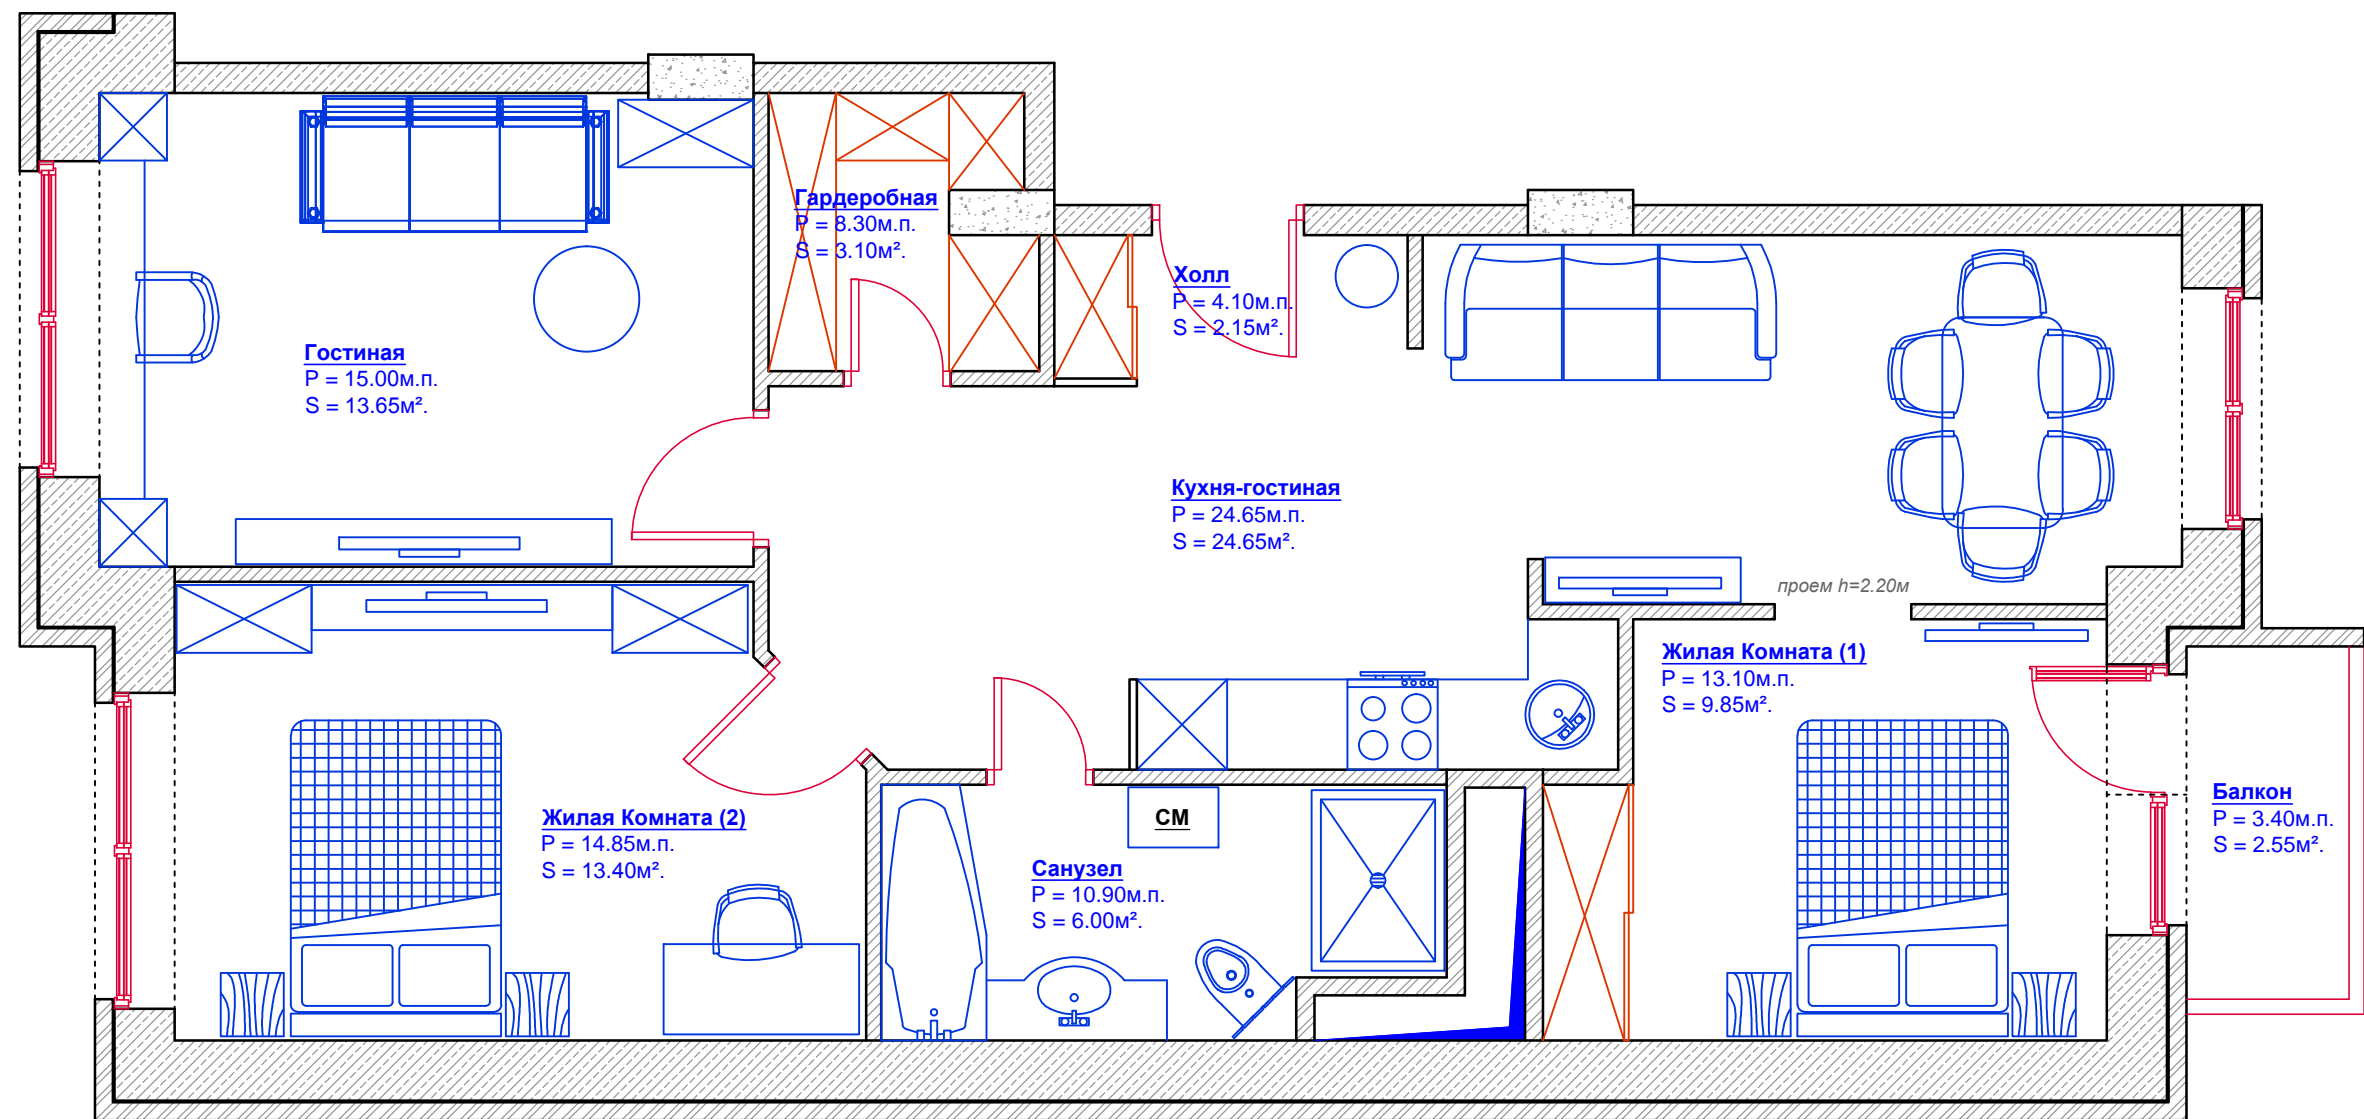 Гардеробная
P = 8.30м.п.
S = 3.10м².
Холл
P = 4.10м.п.
S = 2.15м².
Гостиная
P = 15.00м.п.
S = 13.65м².
Кухня-гостиная
P = 24.65м.п.
S = 24.65м².
проем h=2.20м
Жилая Комната (1)
P = 13.10м.п.
S = 9.85м².
Балкон
P = 3.40м.п.
S = 2.55м².
Жилая Комната (2)
P = 14.85м.п.
S = 13.40м².
СМ
Санузел
P = 10.90м.п.
S = 6.00м².